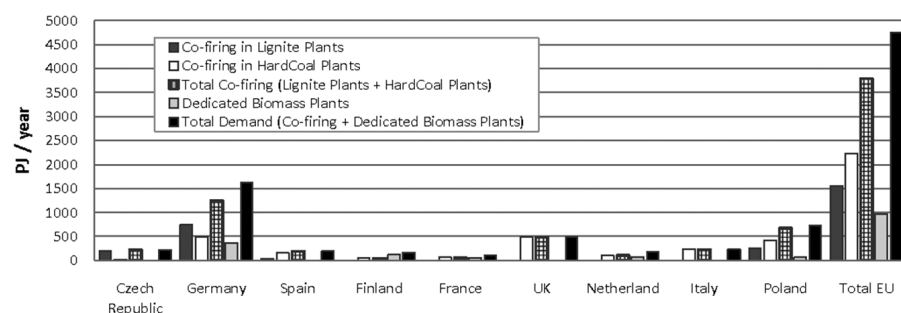 5000
4500
4000
3500
3000
2500
2000
1500
1000
500
0
PJ / year
Co-firing in Lignite Plants
Co-firing in HardCoal Plants
Total Co-firing (Lignite Plants + HardCoal Plants)
Dedicated Biomass Plants
Total Demand (Co-firing + Dedicated Biomass Plants)
Czech Germany Spain Finland France UK Netherland Italy Poland Total EU
Republic